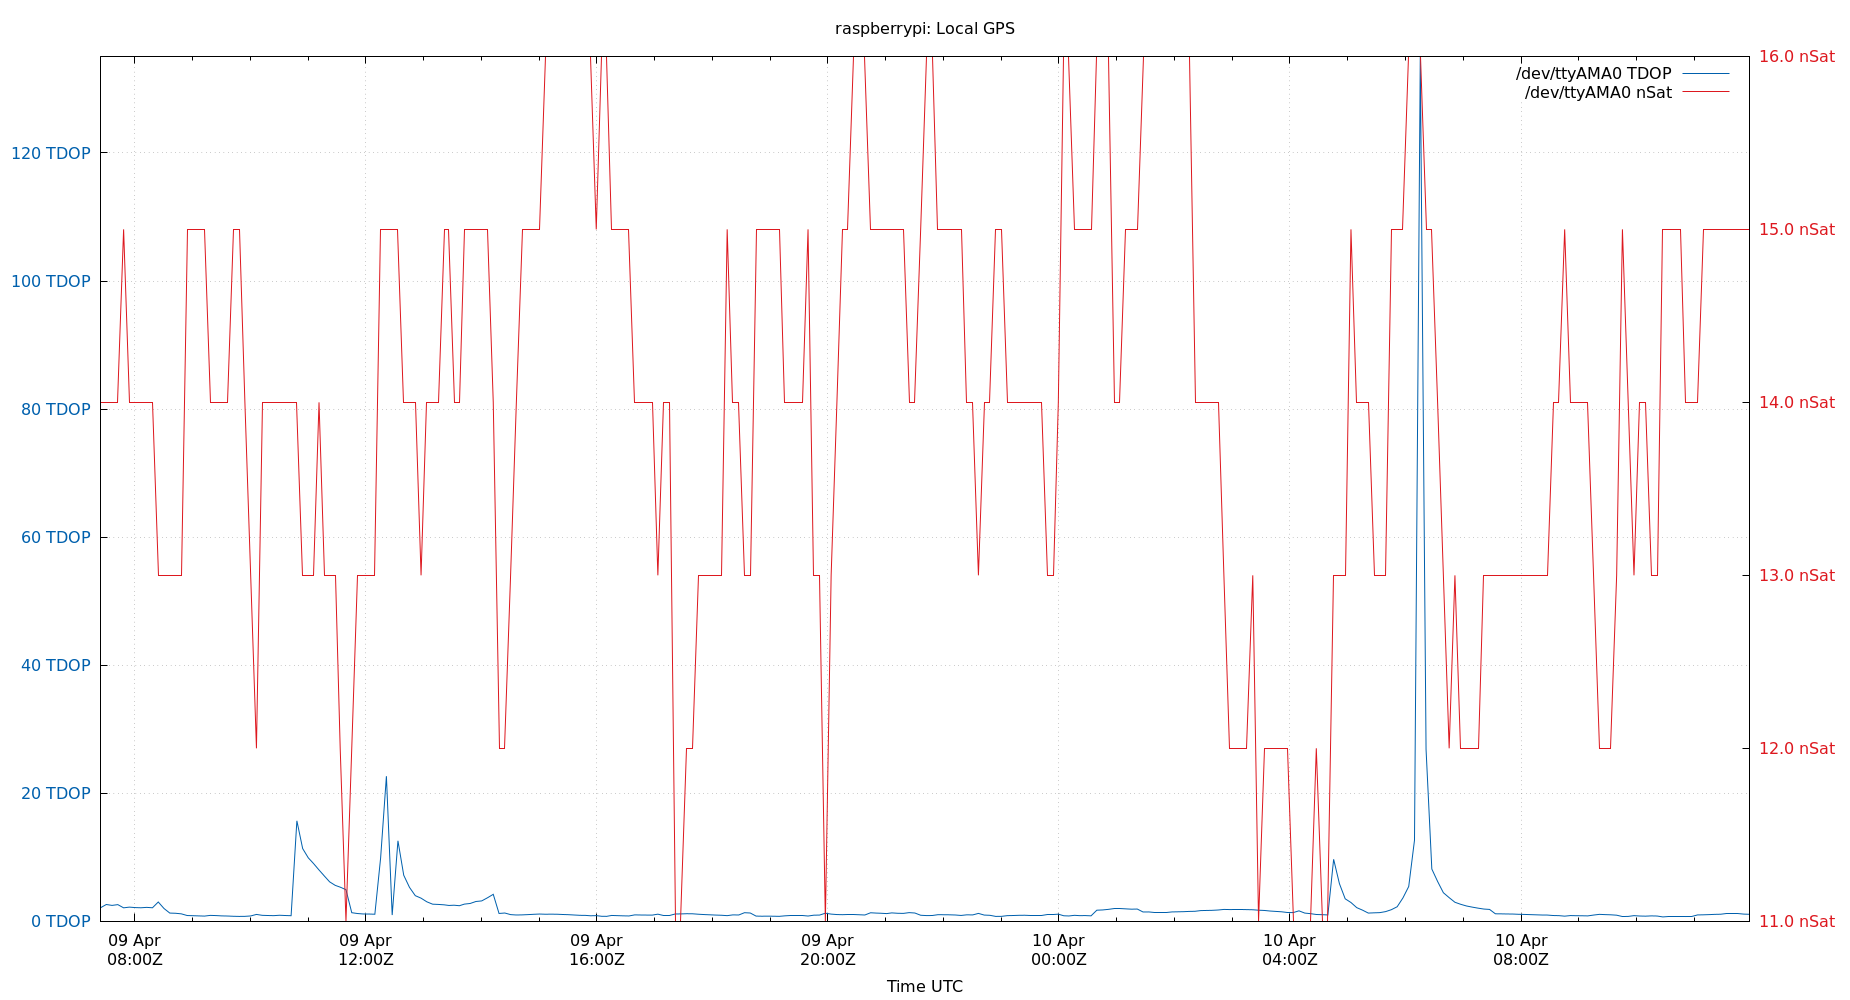 raspberrypi: Local GPS
/dev/ttyAMA0 TDOP
/dev/ttyAMA0 nSat
120 TDOP
100 TDOP
80 TDOP
60 TDOP
40 TDOP
20 TDOP
0 TDOP
16.0 nSat
15.0 nSat
14.0 nSat
13.0 nSat
12.0 nSat
11.0 nSat
09 Apr
08:00Z
09 Apr
12:00Z
09 Apr
16:00Z
09 Apr
20:00Z
10 Apr
00:00Z
10 Apr
04:00Z
10 Apr
08:00Z
Time UTC